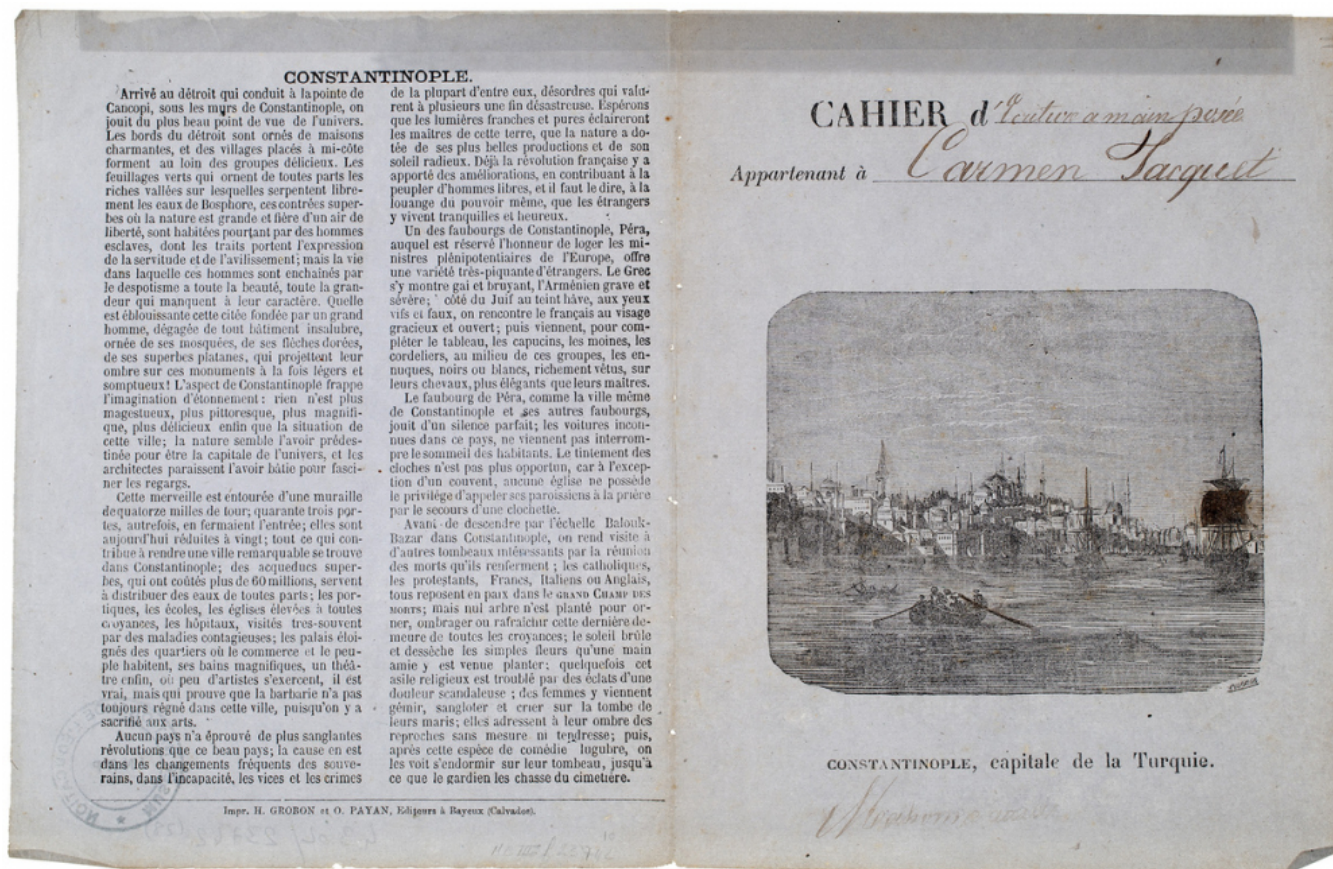 CONSTANTINOPLE.
Arrivé au détroit qui conduit à la pointe de
Cancopi, sous les murs de Constantinople, on
jouit du plus beau point de vue de l'univers.
Les bords du détroit sont ornés de maisons
charmantes, et des villages placés à mi-côte
forment au loin des groupes délicieux. Les
feuillages verts qui ornent de toutes parts les
riches vallées sur lesquelles serpentent libre-
ment les eaux de Bosphore, ces contrées super-
bes où la nature est grande et fière d'un air de
liberté, sont habitées pourtant par des hommes
esclaves, dont les traits portent l'expression
de la servitude et de l'avilissement; mais la vie
dans laquelle ces hommes sont enchainés par
le despotisme a toute la beauté, toute la gran-
deur qui manquent à leur caractère. Quelle
est éblouissante cette citée fondée par un grand
homme, dégagée de tout bâtiment insalubre,
ornée de ses mosquées, de ses flèches dorées,
de ses superbes platanes, qui projettent leur
ombre sur ces monuments à la fois légers et
somptueux! L'aspect de Constantinople frappe
l'imagination d'étonnement: rien n'est plus
magestueux, plus pittoresque, plus magnifi-
que, plus délicieux enfin que la situation de
cette ville; la nature semble l'avoir prédes-
tinée pour être la capitale de l'univers, et les
architectes paraissent l'avoir bâtie pour fasci-
ner les regargs.
Cette merveille est entourée d'une muraille
dequatorze milles de tour; quarante trois por-
tes, autrefois, en fermaient l'entrée; elles sont
aujourd'hui réduites à vingt; tout ce qui con-
tribue à rendre une ville remarquable se trouve
dans Constantinople; des acqueducs super-
bes, qui ont coûtés plus de 60 millions, servent
à distribuer des eaux de toutes parts; les por-
tiques, les écoles, les églises élevées à toutes
croyances, les hôpitaux, visités tres-souvent
par des maladies contagieuses; les palais éloi-
gnés des quartiers où le commerce et le peu-
ple habitent, ses bains magnifiques, un théâ-
tre enfin, où peu d'artistes s'exercent, il est
vrai, mais qui prouve que la barbarie n'a pas
toujours régné dans cette ville, puisqu'on y a
sacrifié aux arts.
Aucun pays n'a éprouvé de plus sanglantes
révolutions que ce beau pays; la cause en est
dans les changements fréquents des souve-
rains, dans l'incapacité, les vices et les crimes
de la plupart d'entre eux, désordres qui valu-
rent à plusieurs une fin désastreuse. Espérons
que les lumières franches et pures éclaireront
les maîtres de cette terre, que la nature a do-
tée de ses plus belles productions et de son
soleil radieux. Déjà la révolution française y a
apporté des améliorations, en contribuant à la
peupler d'hommes libres, et il faut le dire, à la
louange du pouvoir même, que les étrangers
y vivent tranquilles et heureux.
Un des faubourgs de Constantinople, Péra,
auquel est réservé l'honneur de loger les mi-
nistres plénipotentiaires de l'Europe, offre
une variété très-piquante d'étrangers. Le Grec
s'y montre gai et bruyant, l'Arménien grave et
sévère; côté du Juif au teint hâve, aux yeux
vifs et faux, on rencontre le français au visage
gracieux et ouvert; puis viennent, pour com-
pléter le tableau, les capucins, les moines, les
cordeliers, au milieu de ces groupes, les en-
nuques, noirs ou blancs, richement vêtus, sur
leurs chevaux, plus élégants que leurs maîtres.
Le faubourg de Péra, comme la ville même
de Constantinople et ses autres faubourgs,
jouit d'un silence parfait; les voitures incon-
nues dans ce pays, ne viennent pas interrom-
pre le sommeil des habitants. Le tintement des
cloches n'est pas plus opportun, car à l'excep-
tion d'un couvent, aucune église ne possède
le privilége d'appeler ses paroissiens à la prière
par le secours d'une clochette.
Avant de descendre par l'échelle Balouk-
Bazar dans Constantinople, on rend visite à
d'autres tombeaux intéressants par la réunion
des morts qu'ils renferment; les catholiques,
les protestants, Francs, Italiens ou Anglais,
tous reposent en paix dans le GRAND CHAMP DES
MORTS; mais nul arbre n'est planté pour or-
ner, ombrager ou rafraîchir cette dernière de-
meure de toutes les croyances; le soleil brûle
et dessèche les simples fleurs qu'une main
amie y est venue planter; quelquefois cet
asile religieux est troublé par des éclats d'une
douleur scandaleuse; des femmes y viennent
gémir, sangloter et crier sur la tombe de
leurs maris; elles adressent à leur ombre des
reproches sans mesure ni tendresse; puis,
après cette espèce de comédie lugubre, on
les voit s'endormir sur leur tombeau, jusqu'à
ce que le gardien les chasse du cimetière.
Impr. H. GROBON et O. PAYAN, Editeurs à Bayeux (Calvados).
CAHIER d'Ecriture a main posée
Appartenant à Carmen Jacquet
CONSTANTINOPLE, capitale de la Turquie.